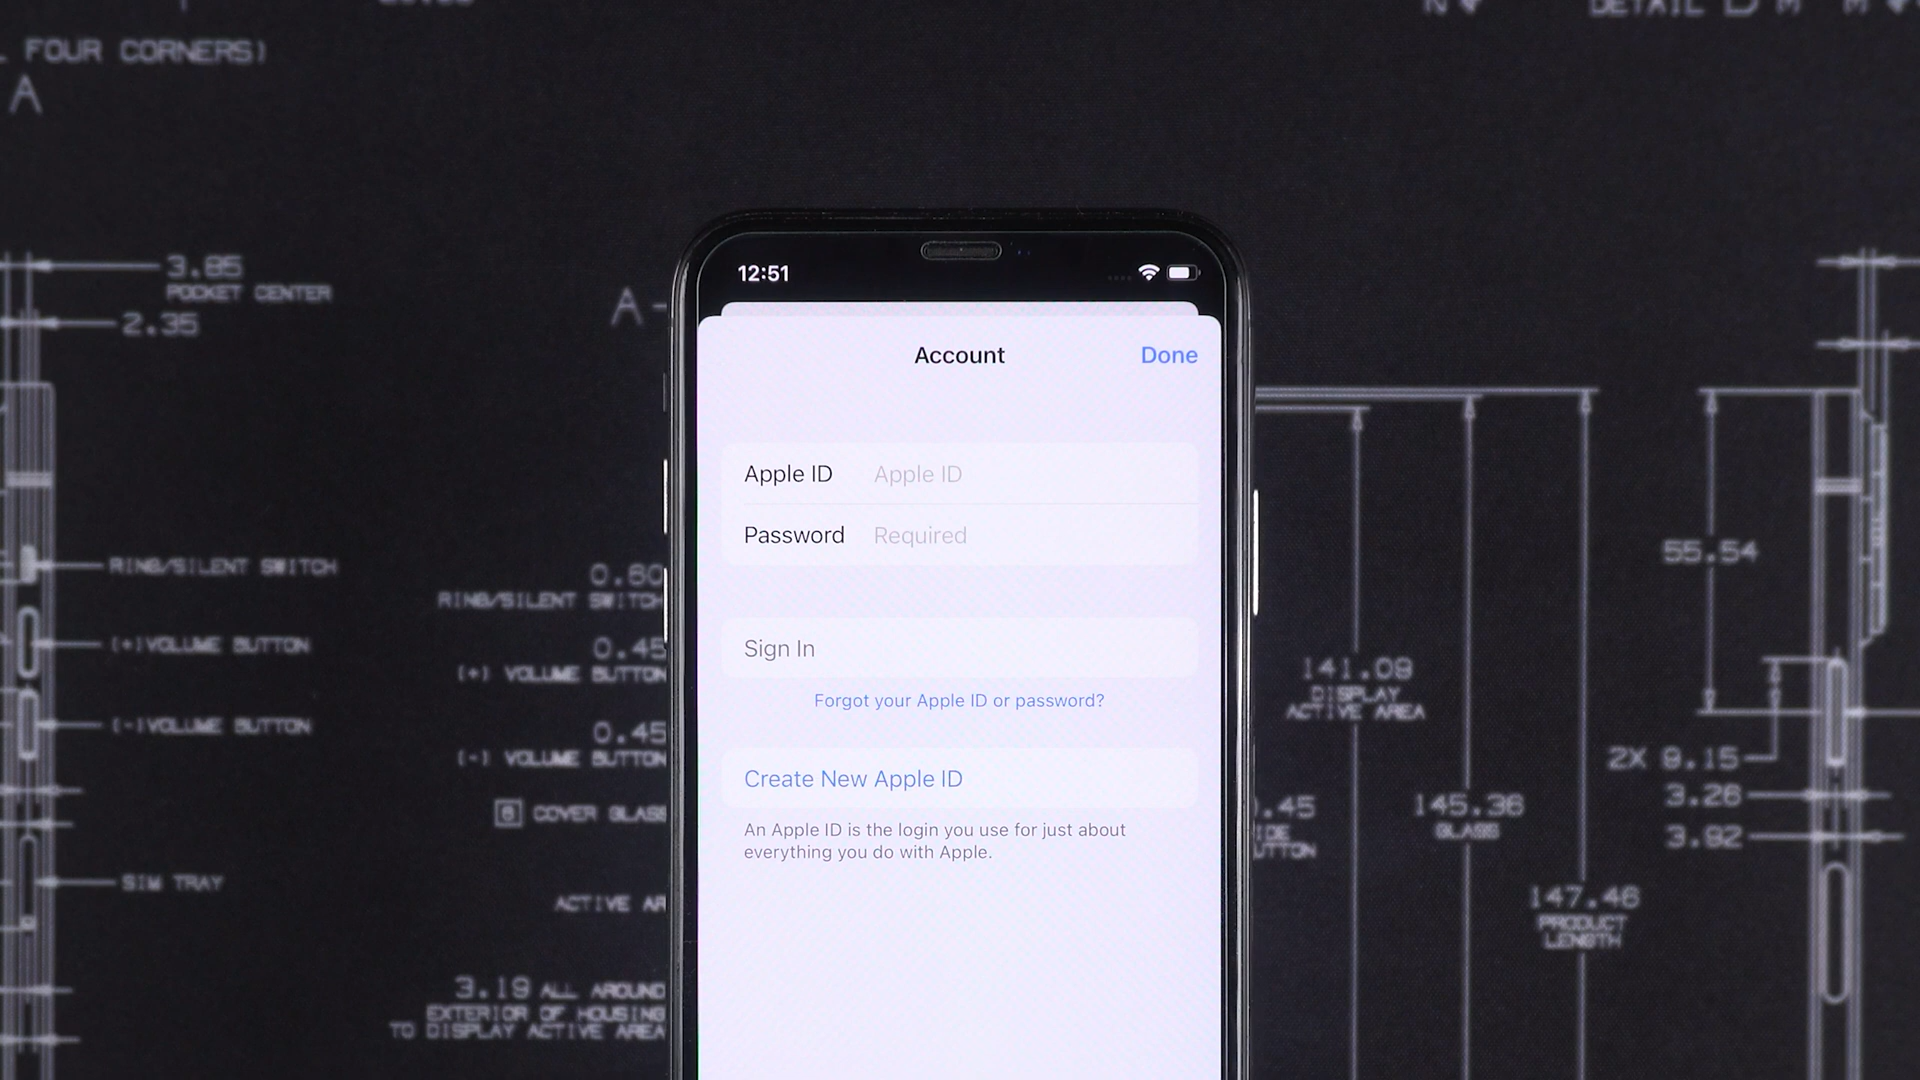 FOUR CORNERS)
A
3.85
POCKET CENTER
2.35
A-
RING/SILENT SWITCH
(+)VOLUME BUTTON
(-)VOLUME BUTTON
SIM TRAY
0.60
RING/SILENT SWITCH
0.45
(+) VOLUME BUTTON
0.45
(-) VOLUME BUTTON
COVER GLASS
ACTIVE AR
3.19 ALL AROUND
EXTERIOR OF HOUSING
TO DISPLAY ACTIVE AREA
12:51
Account
Done
Apple ID Apple ID
Password Required
Sign In
Forgot your Apple ID or password?
Create New Apple ID
An Apple ID is the login you use for just about
everything you do with Apple.
DETAIL D
141.09
DISPLAY
ACTIVE AREA
.45
145.36
GLASS
147.46
PRODUCT
LENGTH
55.54
2X 9.15
3.26
3.82